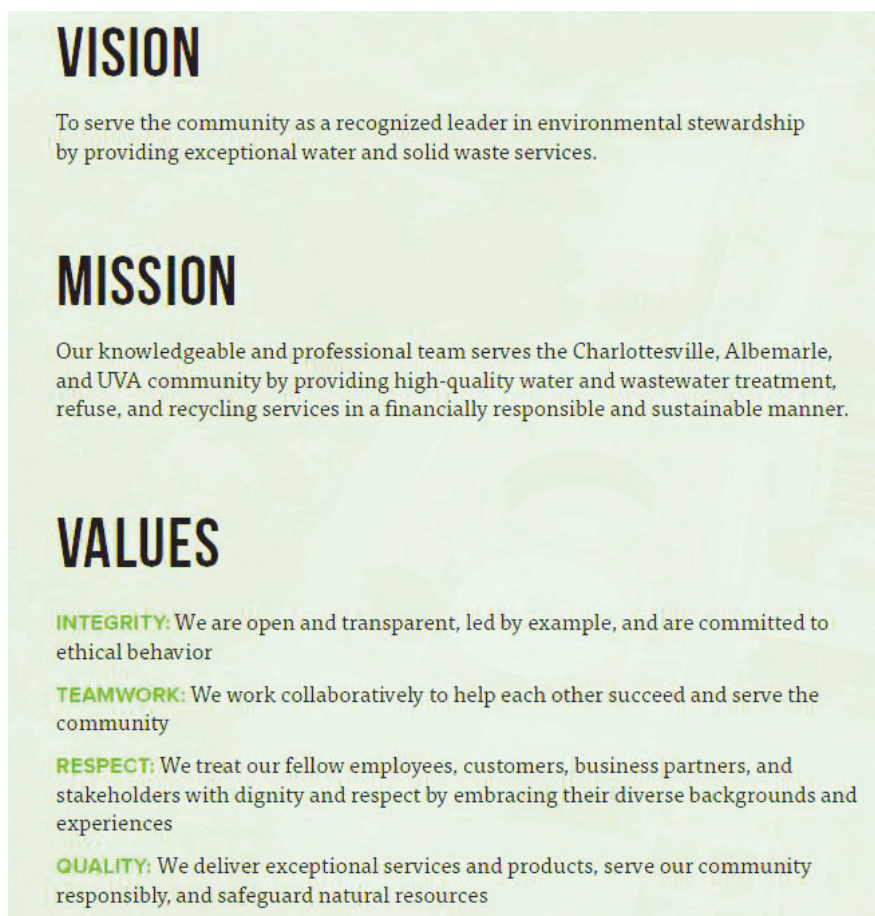 VISION
To serve the community as a recognized leader in environmental stewardship
by providing exceptional water and solid waste services.
MISSION
Our knowledgeable and professional team serves the Charlottesville, Albemarle,
and UVA community by providing high-quality water and wastewater treatment,
refuse, and recycling services in a financially responsible and sustainable manner.
VALUES
INTEGRITY: We are open and transparent, led by example, and are committed to
ethical behavior
TEAMWORK: We work collaboratively to help each other succeed and serve the
community
RESPECT: We treat our fellow employees, customers, business partners, and
stakeholders with dignity and respect by embracing their diverse backgrounds and
experiences
QUALITY: We deliver exceptional services and products, serve our community
responsibly, and safeguard natural resources